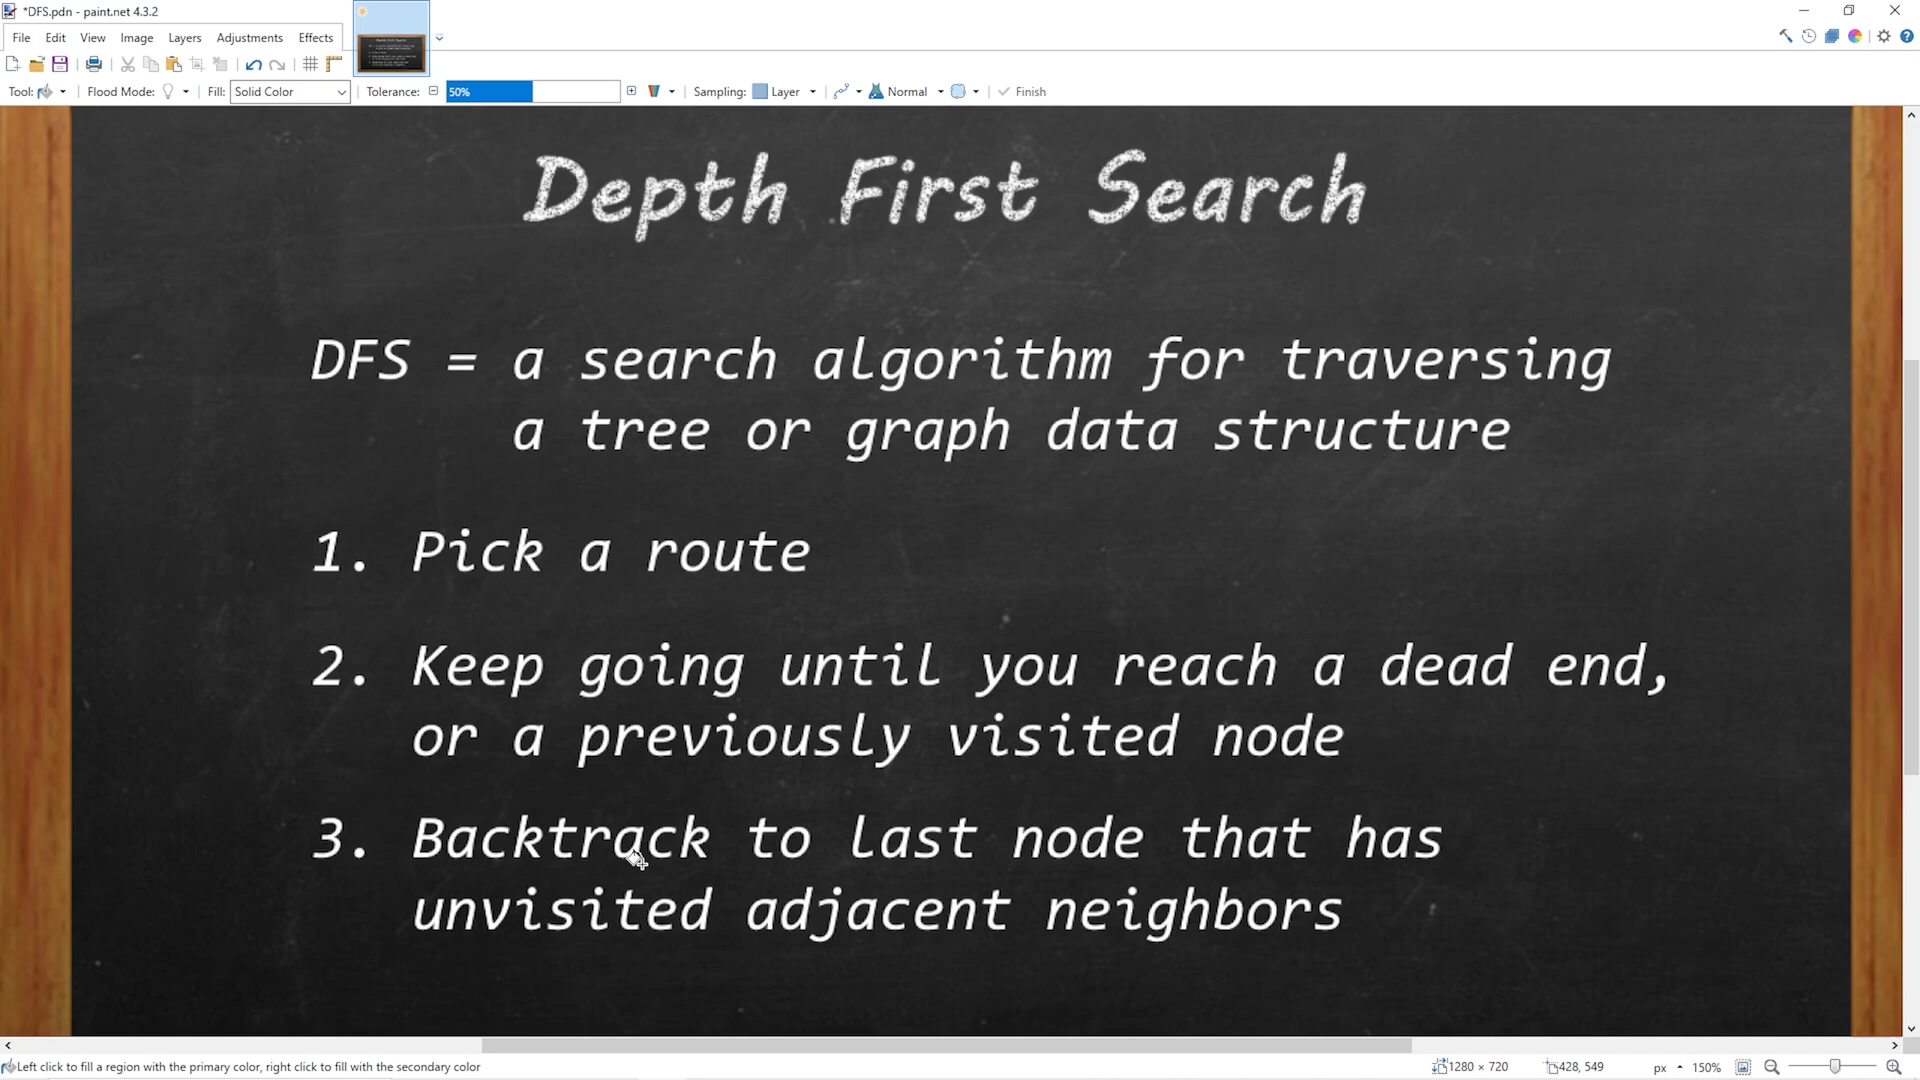 *DFS.pdn - paint.net 4.3.2
File Edit View Image Layers Adjustments Effects
Tool: Flood Mode: Fill: Solid Color Tolerance: 50% Sampling: Layer Normal Finish
Depth First Search
DFS = a search algorithm for traversing
a tree or graph data structure
1. Pick a route
2. Keep going until you reach a dead end,
or a previously visited node
3. Backtrack to last node that has
unvisited adjacent neighbors
Left click to fill a region with the primary color, right click to fill with the secondary color 1280 × 720 428, 549 px 150%